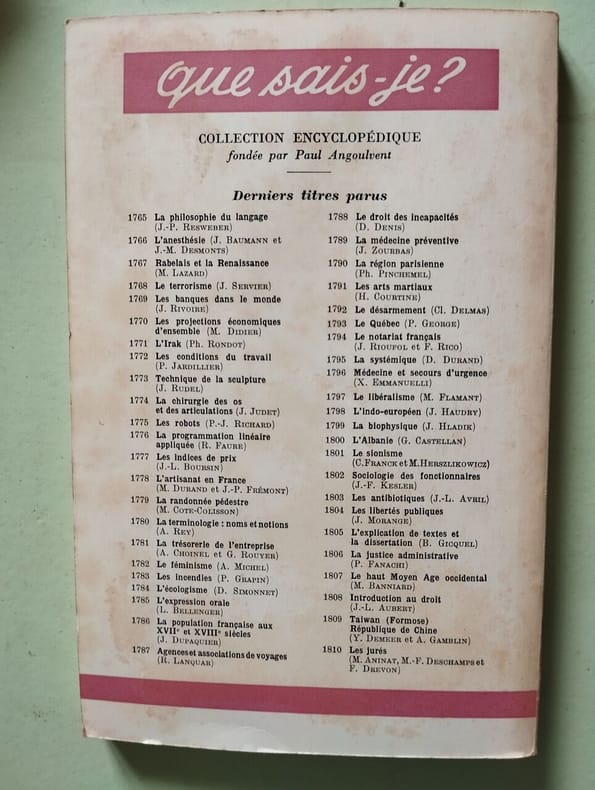 que sais-je?
COLLECTION ENCYCLOPÉDIQUE
fondée par Paul Angoulvent
Derniers titres parus
1765 La philosophie du langage
(J.-P. RESWEBER)
1766 L'anesthésie (J. BAUMANN et
J.-M. DESMONTS)
1767 Rabelais et la Renaissance
(M. LAZARD)
1768 Le terrorisme (J. SERVIER)
1769 Les banques dans le monde
(J. RIVOIRE)
1770 Les projections économiques
d'ensemble (M. DIDIER)
1771 L'Irak (Ph. RONDOT)
1772 Les conditions du travail
(P. JARDILLIER)
1773 Technique de la sculpture
(J. RUDEL)
1774 La chirurgie des os
et des articulations (J. JUDET)
1775 Les robots (P.-J. RICHARD)
1776 La programmation linéaire
appliquée (R. FAURE)
1777 Les indices de prix
(J.-L. BOURSIN)
1778 L'artisanat en France
(M. DURAND et J.-P. FRÉMONT)
1779 La randonnée pédestre
(M. COTE-COLISSON)
1780 La terminologie : noms et notions
(A. REY)
1781 La trésorerie de l'entreprise
(A. CHOINEL et G. ROUYER)
1782 Le féminisme (A. MICHEL)
1783 Les incendies (P. GRAPIN)
1784 L'écologisme (D. SIMONNET)
1785 L'expression orale
(L. BELLENGER)
1786 La population française aux
XVIIe et XVIIIe siècles
(J. DUPAQUIER)
1787 Agences et associations de voyages
(R. LANQUAR)
1788 Le droit des incapacités
(D. DENIS)
1789 La médecine préventive
(J. ZOURBAS)
1790 La région parisienne
(Ph. PINCHEMEL)
1791 Les arts martiaux
(H. COURTINE)
1792 Le désarmement (Cl. DELMAS)
1793 Le Québec (P. GEORGE)
1794 Le notariat français
(J. RIOUFOL et F. RICO)
1795 La systémique (D. DURAND)
1796 Médecine et secours d'urgence
(X. EMMANUELLI)
1797 Le libéralisme (M. FLAMANT)
1798 L'indo-européen (J. HAUDRY)
1799 La biophysique (J. HLADIK)
1800 L'Albanie (G. CASTELLAN)
1801 Le sionisme
(C. FRANCK et M. HERSZLIKOWICZ)
1802 Sociologie des fonctionnaires
(J.-F. KESLER)
1803 Les antibiotiques (J.-L. AVRIL)
1804 Les libertés publiques
(J. MORANGE)
1805 L'explication de textes et
la dissertation (B. GICQUEL)
1806 La justice administrative
(P. FANACHI)
1807 Le haut Moyen Age occidental
(M. BANNIARD)
1808 Introduction au droit
(J.-L. AUBERT)
1809 Taiwan (Formose)
République de Chine
(Y. DEMEER et A. GAMBLIN)
1810 Les jurés
(M. ANINAT, M.-F. DESCHAMPS et
F. DREVON)